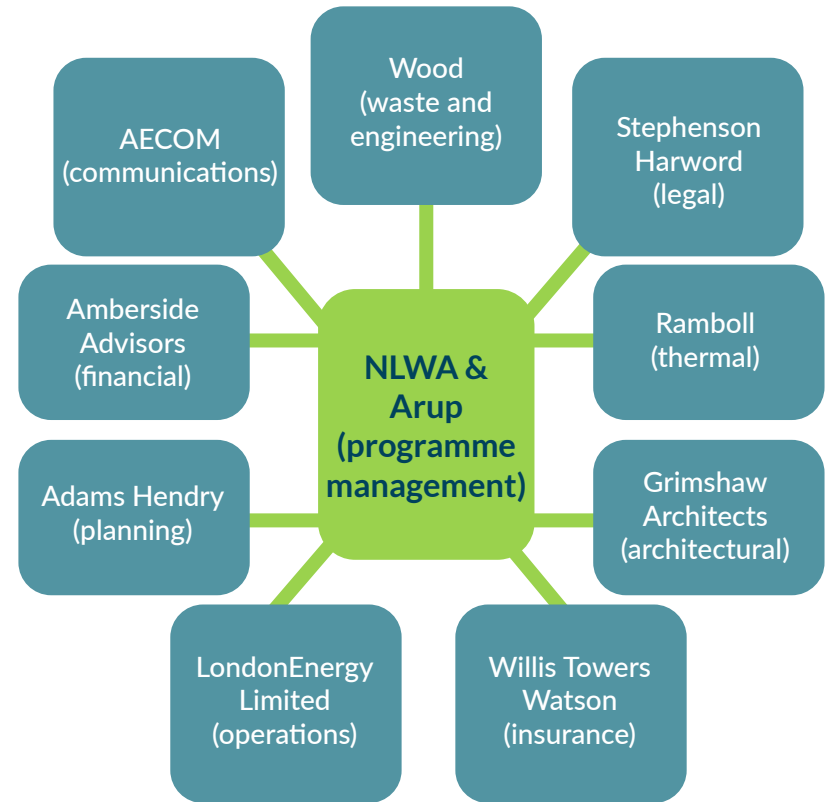 Wood
(waste and
engineering)
AECOM
(communications)
Stephenson
Harword
(legal)
Amberside
Advisors
(financial)
Ramboll
(thermal)
NLWA &
Arup
(programme
management)
Adams Hendry
(planning)
Grimshaw
Architects
(architectural)
LondonEnergy
Limited
(operations)
Willis Towers
Watson
(insurance)